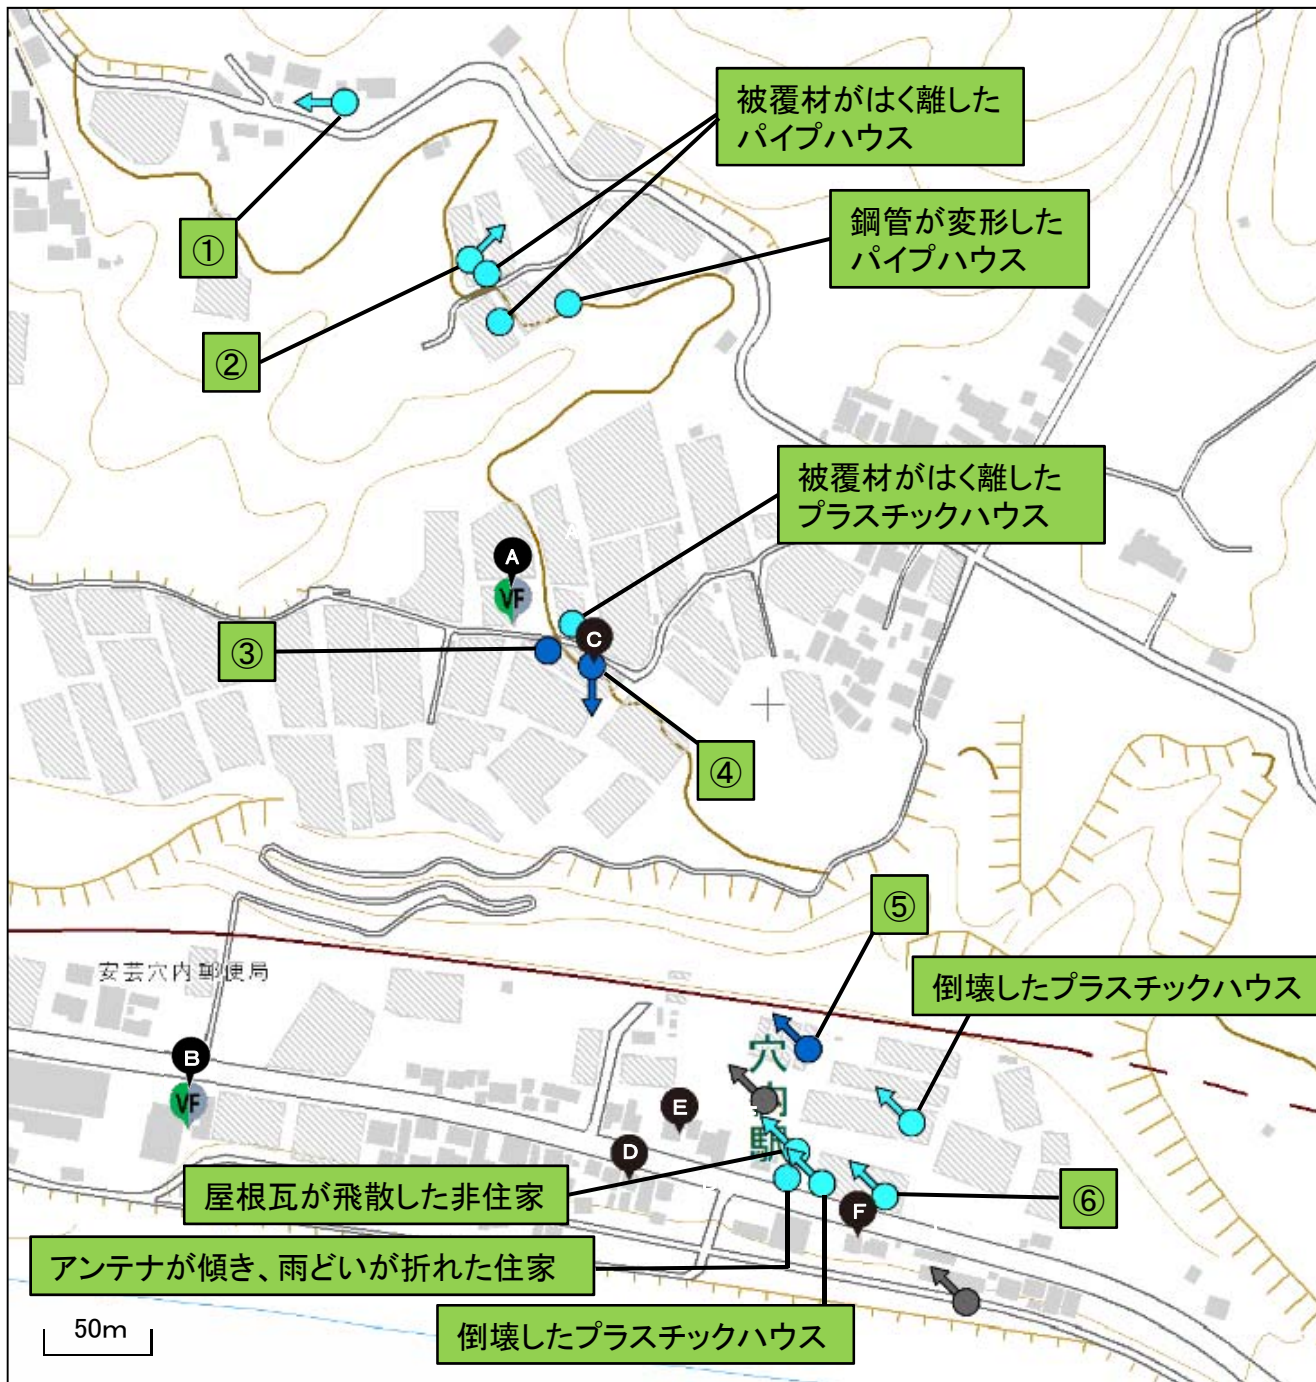 被覆材がはく離した
パイプハウス
①
鋼管が変形した
パイプハウス
②
被覆材がはく離した
プラスチックハウス
A
VF
C
③
④
⑤
安芸穴内郵便局
倒壊したプラスチックハウス
穴内駅
B
VF
E
D
屋根瓦が飛散した非住家
⑥
F
アンテナが傾き、雨どいが折れた住家
倒壊したプラスチックハウス
50m